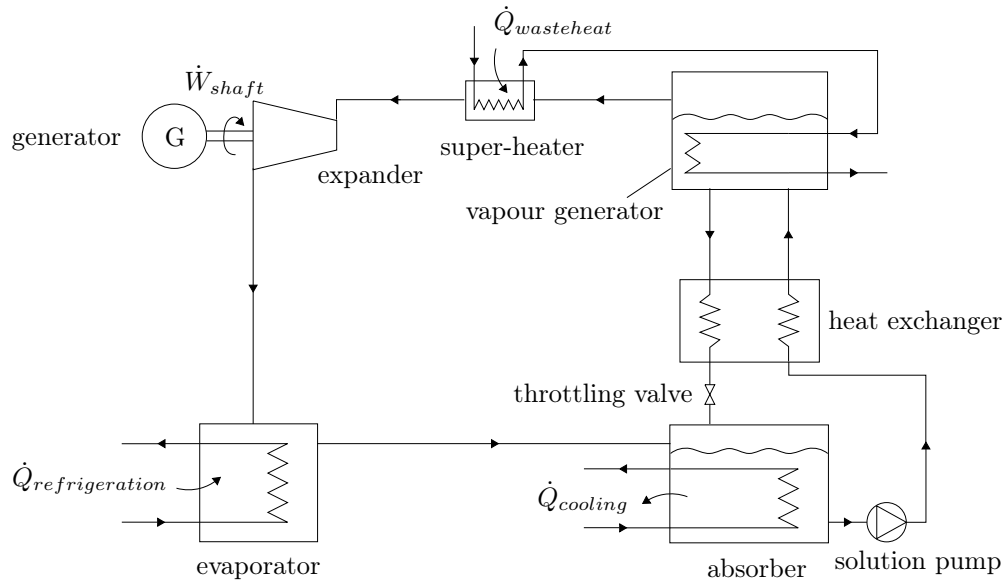 Q̇wasteheat
Ẇshaft
generator
G
super-heater
expander
vapour generator
heat exchanger
throttling valve
Q̇refrigeration
Q̇cooling
evaporator
absorber
solution pump